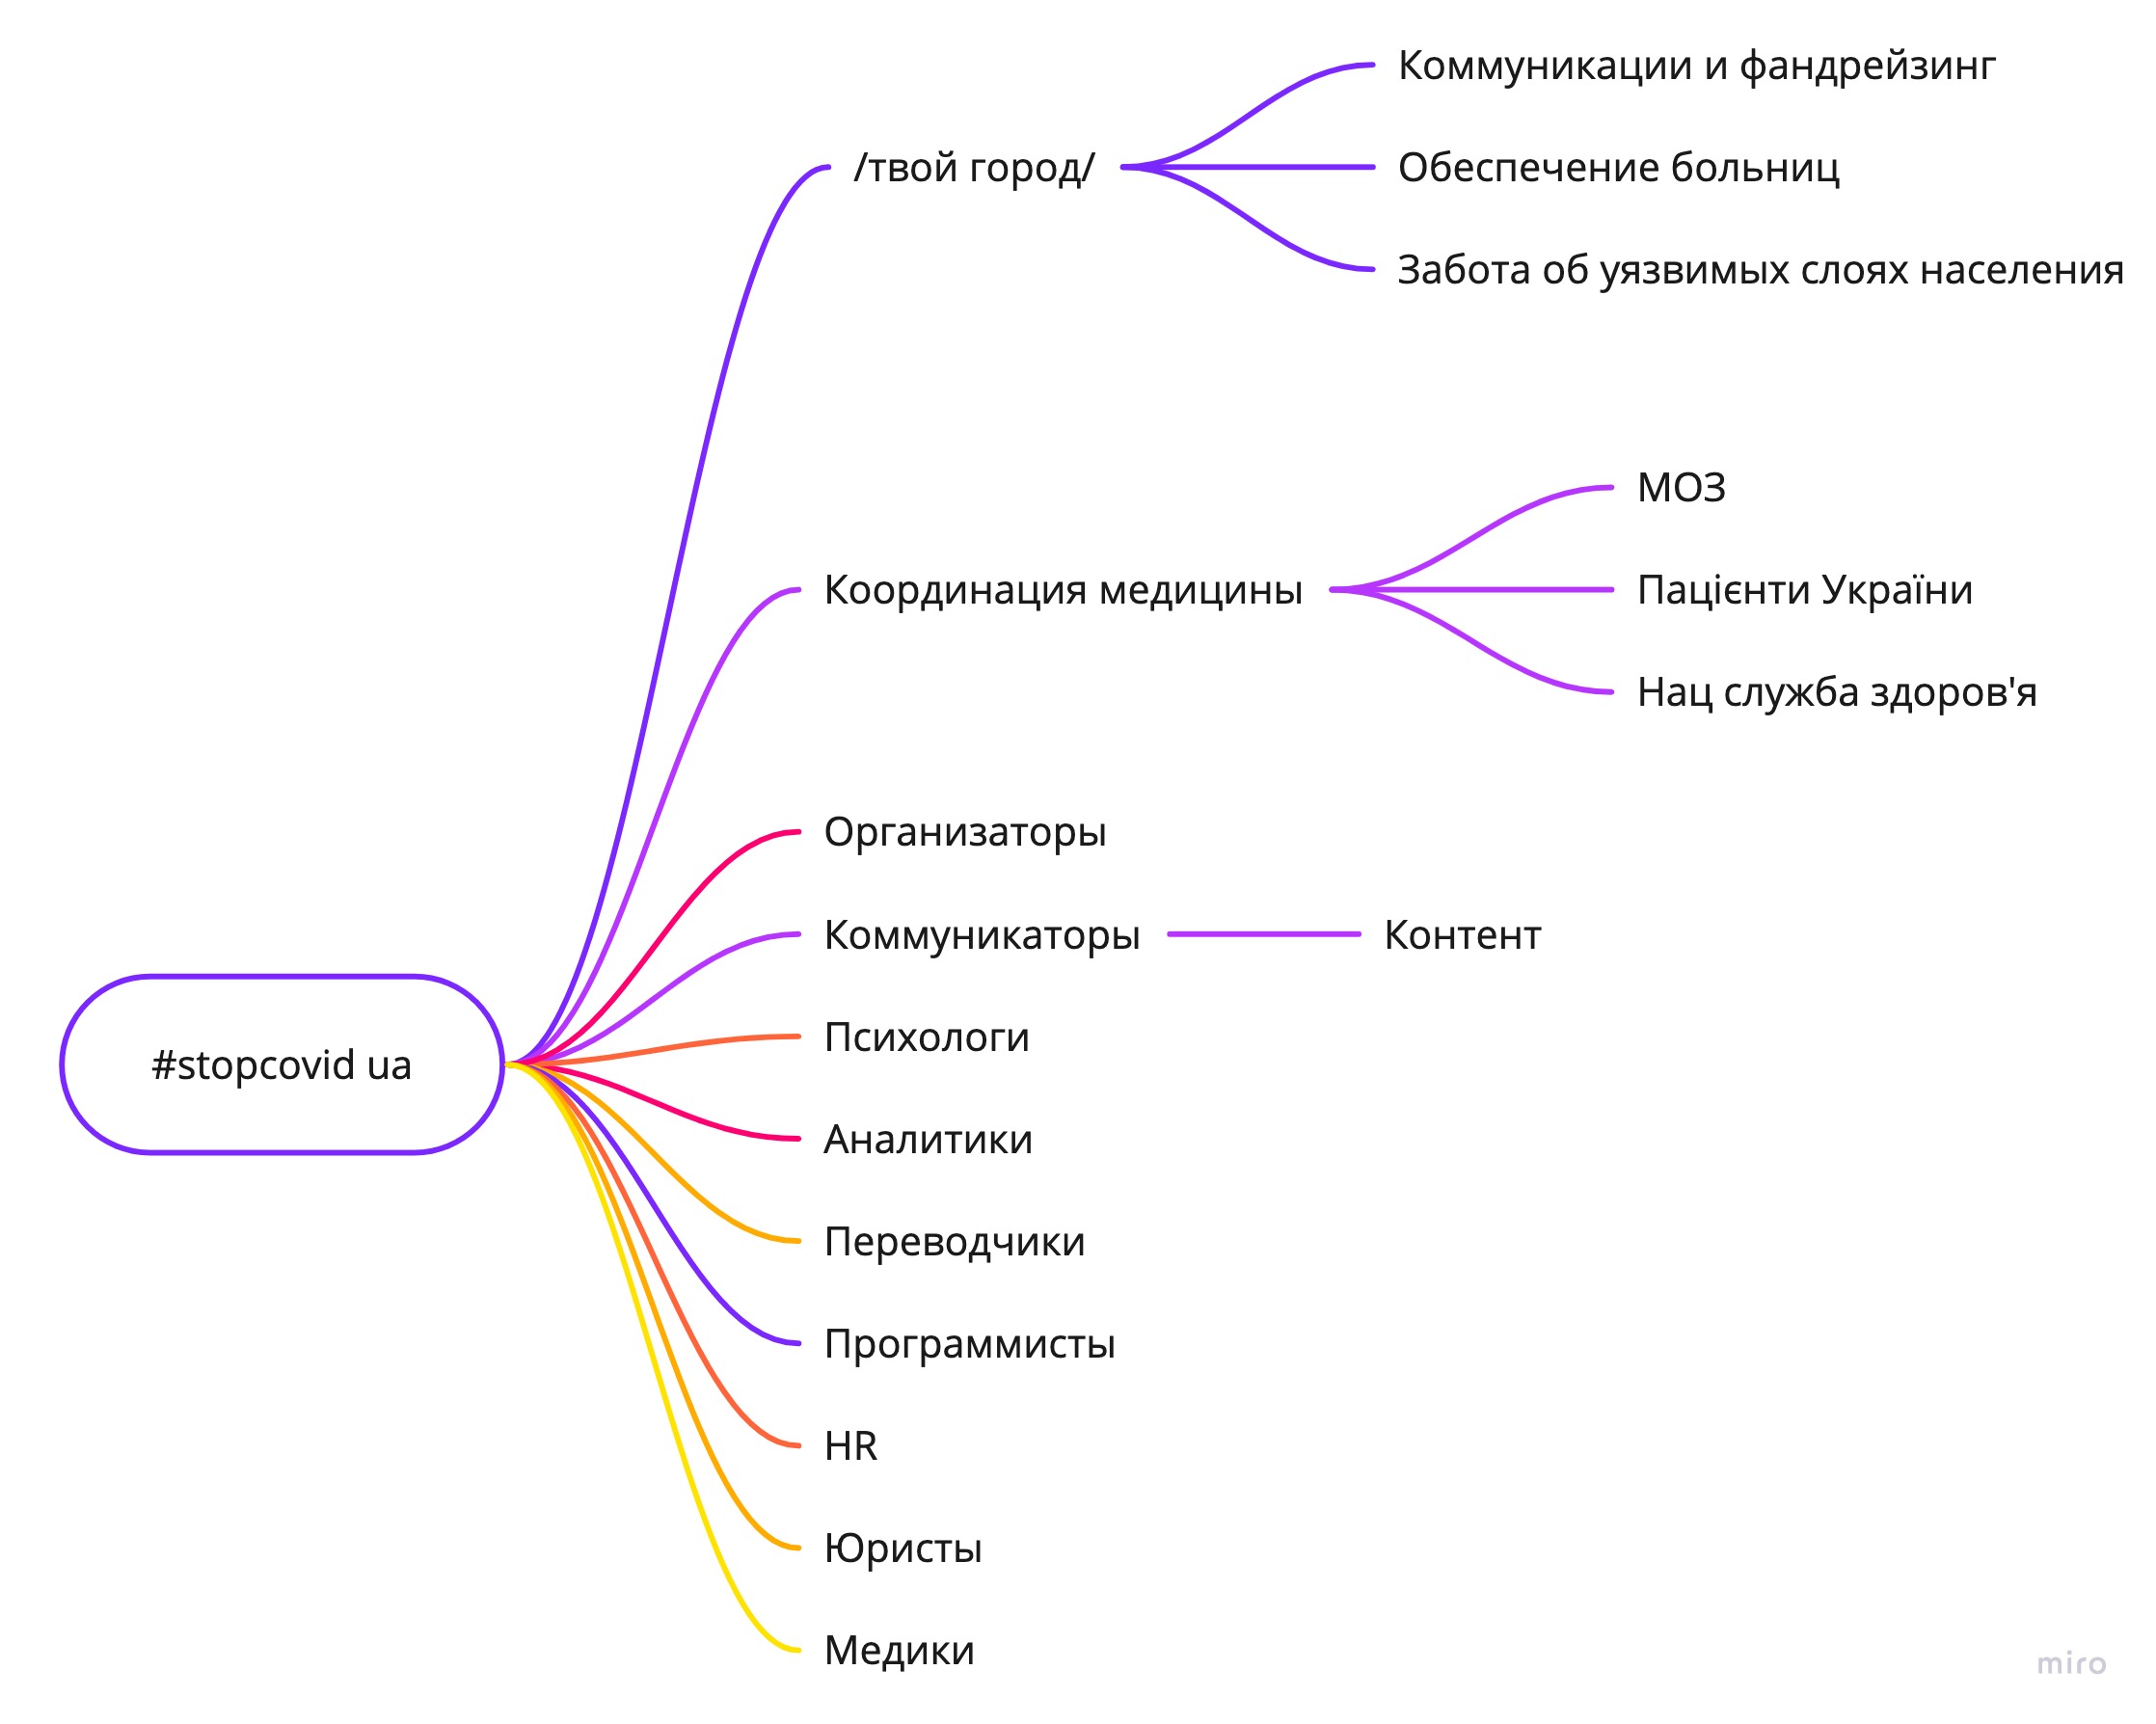 Коммуникации и фандрейзинг
/твой город/
Обеспечение больниц
Забота об уязвимых слоях населения
МОЗ
Координация медицины
Пацієнти України
Нац служба здоров'я
Организаторы
Коммуникаторы
Контент
Психологи
#stopcovid ua
Аналитики
Переводчики
Программисты
HR
Юристы
Медики
miro